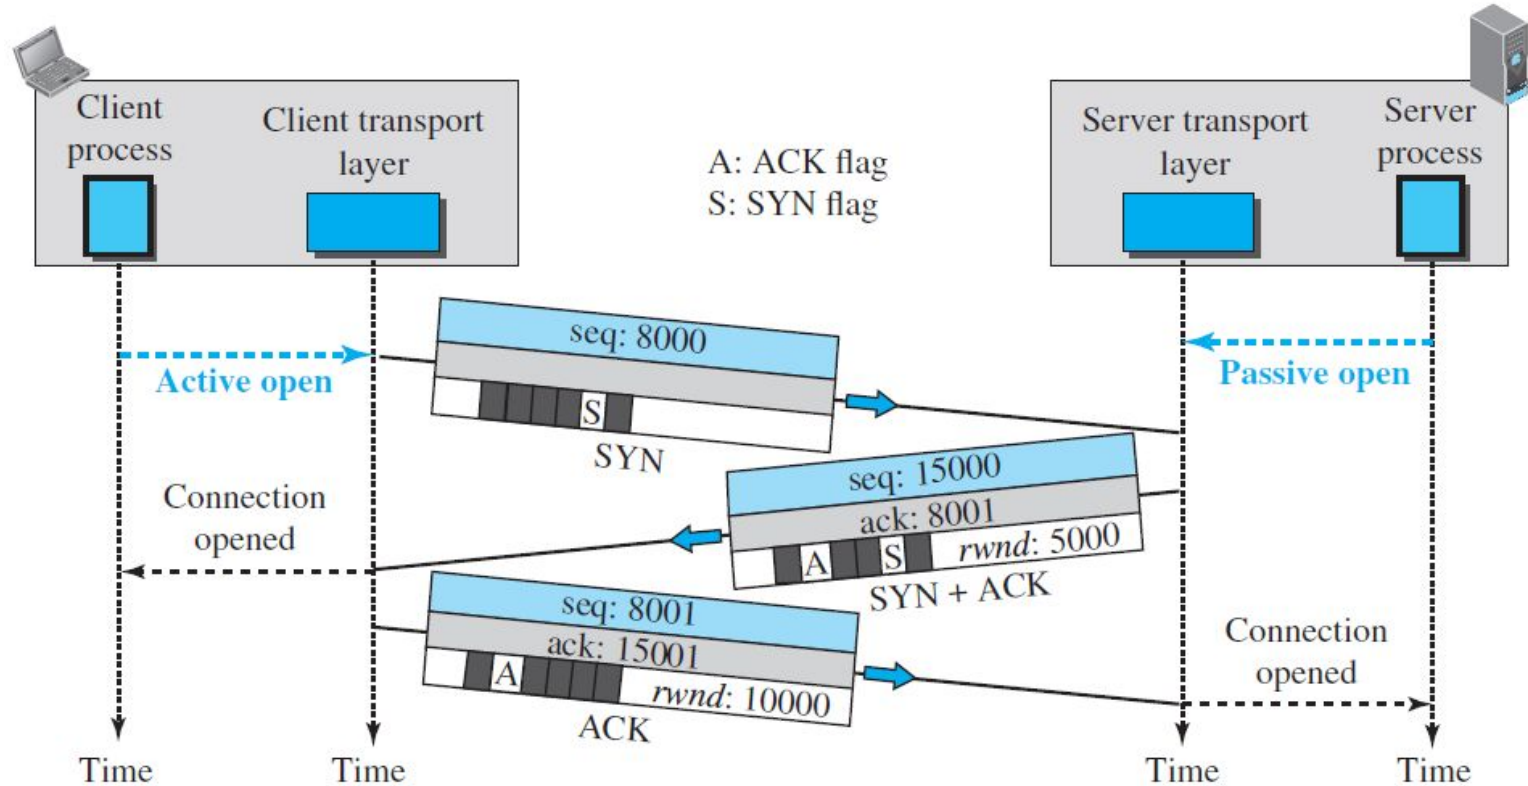 Client
process
Client transport
layer
A: ACK flag
S: SYN flag
Server transport
layer
Server
process
Active open
seq: 8000
S
SYN
Passive open
seq: 15000
ack: 8001
A S rwnd: 5000
SYN + ACK
Connection
opened
seq: 8001
ack: 15001
A rwnd: 10000
ACK
Connection
opened
Time
Time
Time
Time